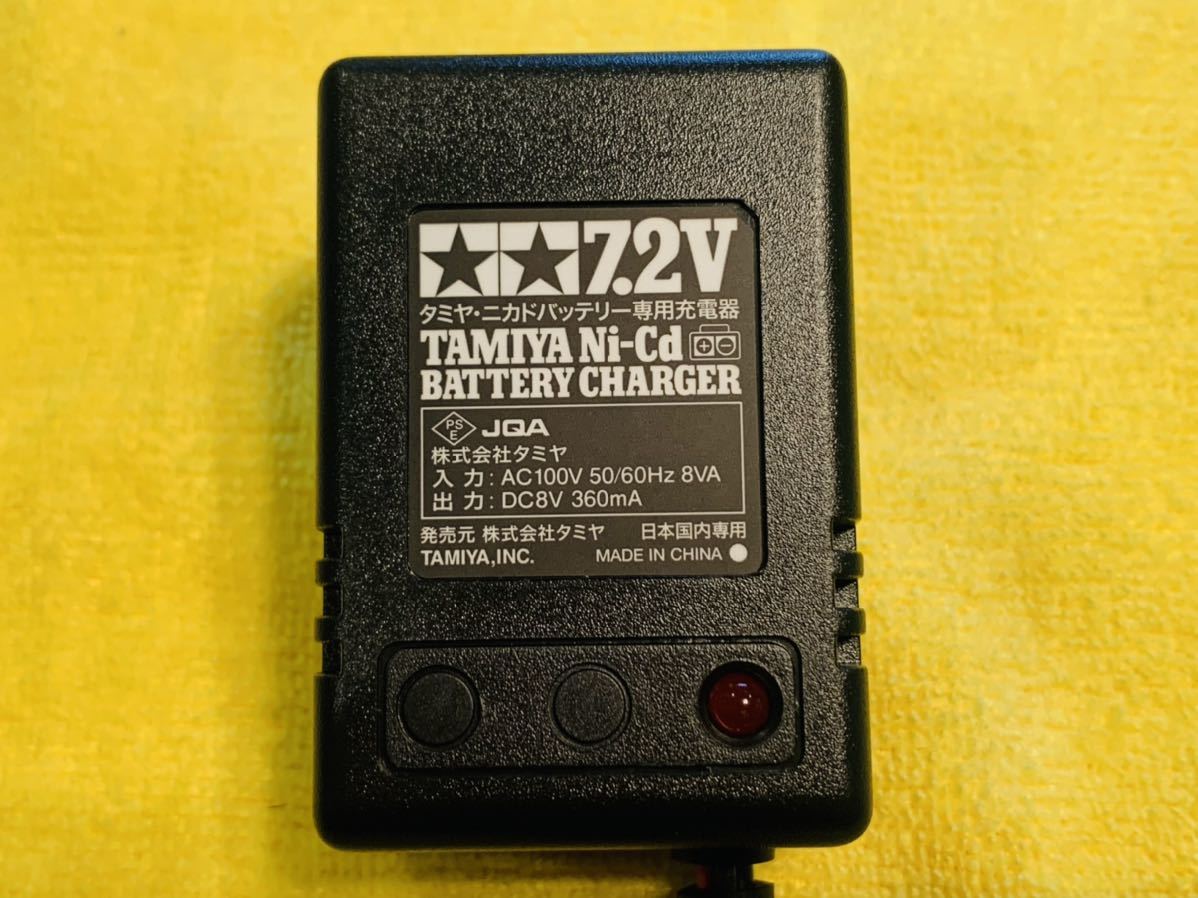 7.2V
タミヤ・ニカドバッテリー専用充電器
TAMIYA Ni-Cd
BATTERY CHARGER
PS
E
JQA
株式会社タミヤ
入 力 : AC100V 50/60Hz 8VA
出 力 : DC8V 360mA
発売元 株式会社タミヤ 日本国内専用
TAMIYA,INC. MADE IN CHINA